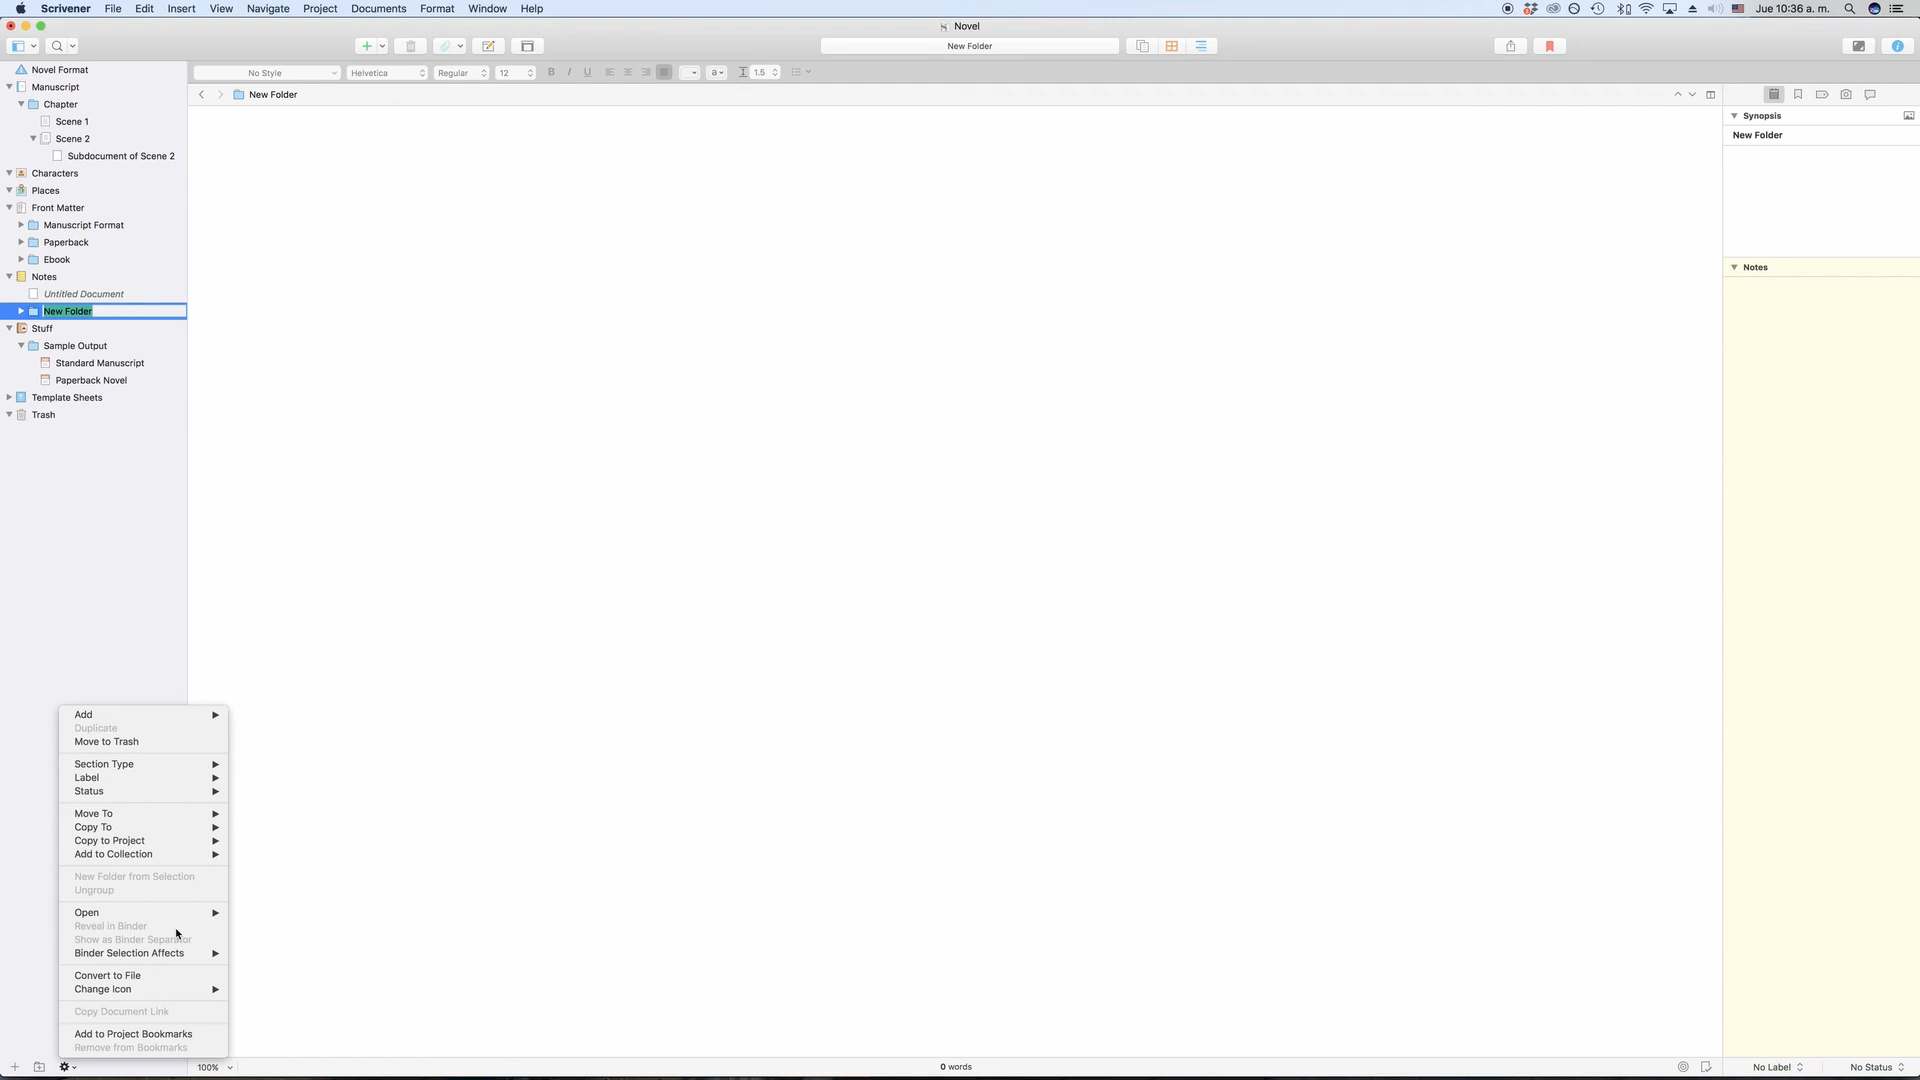 Scrivener File Edit Insert View Navigate Project Documents Format Window Help Jue 10:36 a. m.
Novel
New Folder
No Style Helvetica Regular 12 B I U a 1.5
New Folder
Novel Format
Manuscript
Chapter
Scene 1
Scene 2
Subdocument of Scene 2
Characters
Places
Front Matter
Manuscript Format
Paperback
Ebook
Notes
Untitled Document
New Folder
Stuff
Sample Output
Standard Manuscript
Paperback Novel
Template Sheets
Trash
Add
Duplicate
Move to Trash
Section Type
Label
Status
Move To
Copy To
Copy to Project
Add to Collection
New Folder from Selection
Ungroup
Open
Reveal in Binder
Show as Binder Separator
Binder Selection Affects
Convert to File
Change Icon
Copy Document Link
Add to Project Bookmarks
Remove from Bookmarks
100% 0 words
Synopsis
New Folder
Notes
No Label No Status